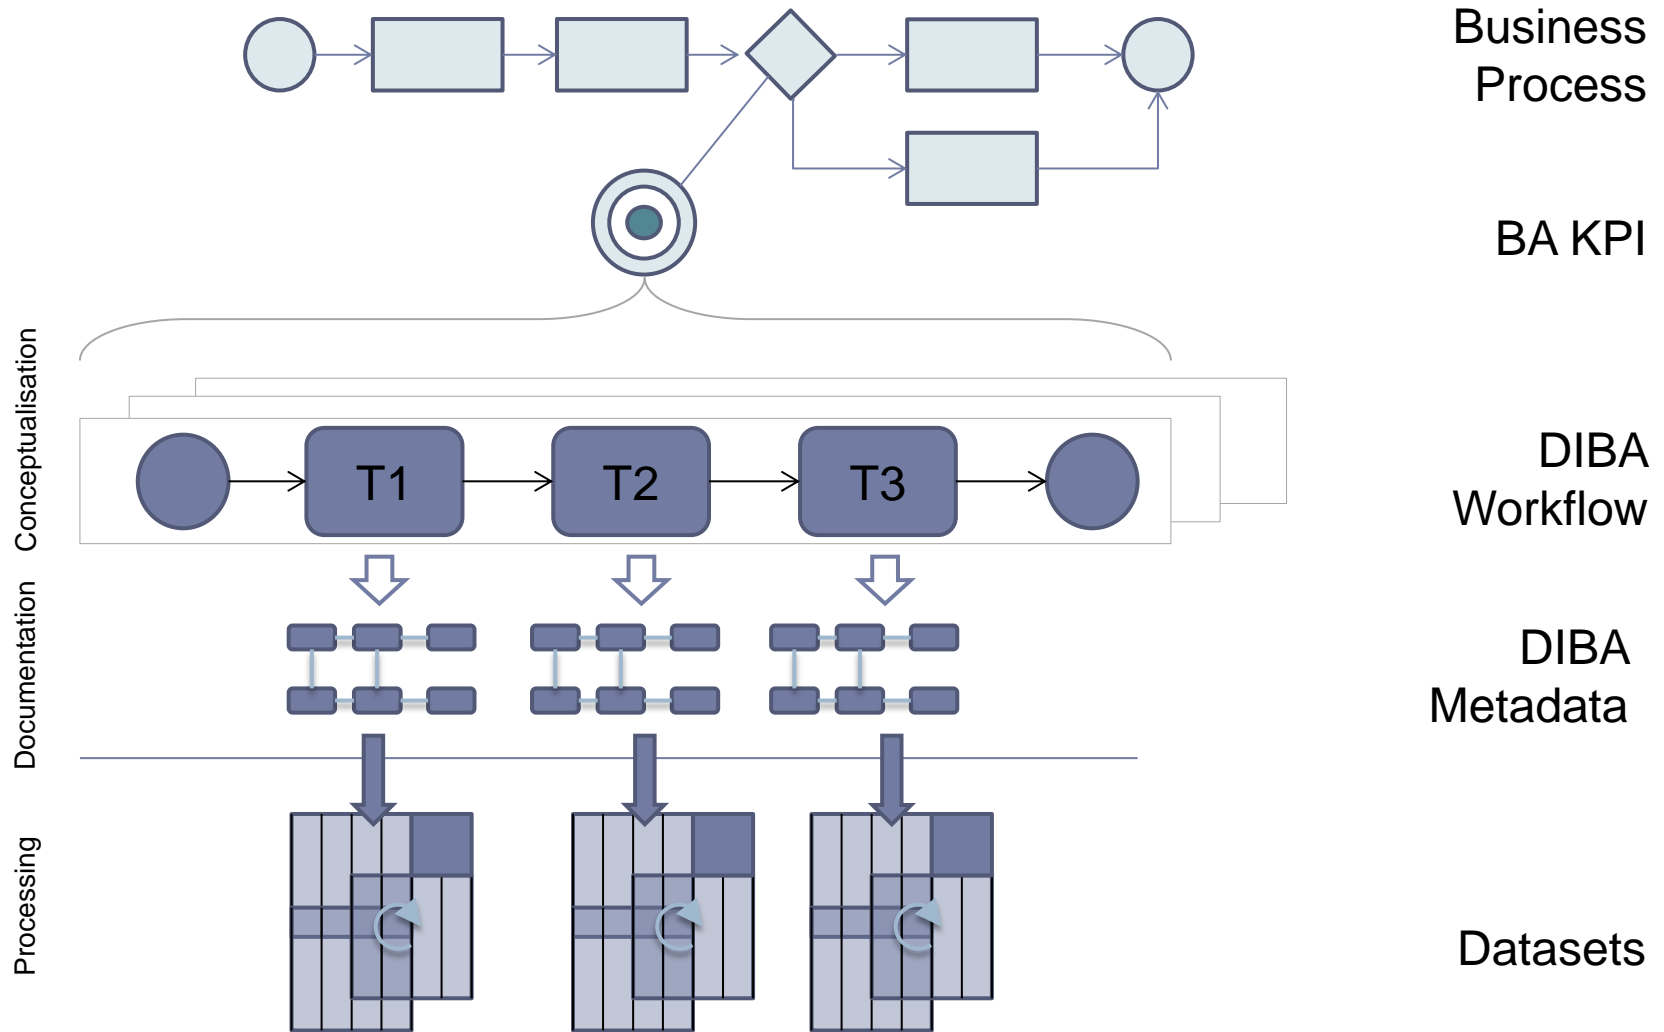 Business
Process
BA KPI
Conceptualisation
T1
T2
T3
DIBA
Workflow
Documentation
DIBA
Metadata
Processing
Datasets